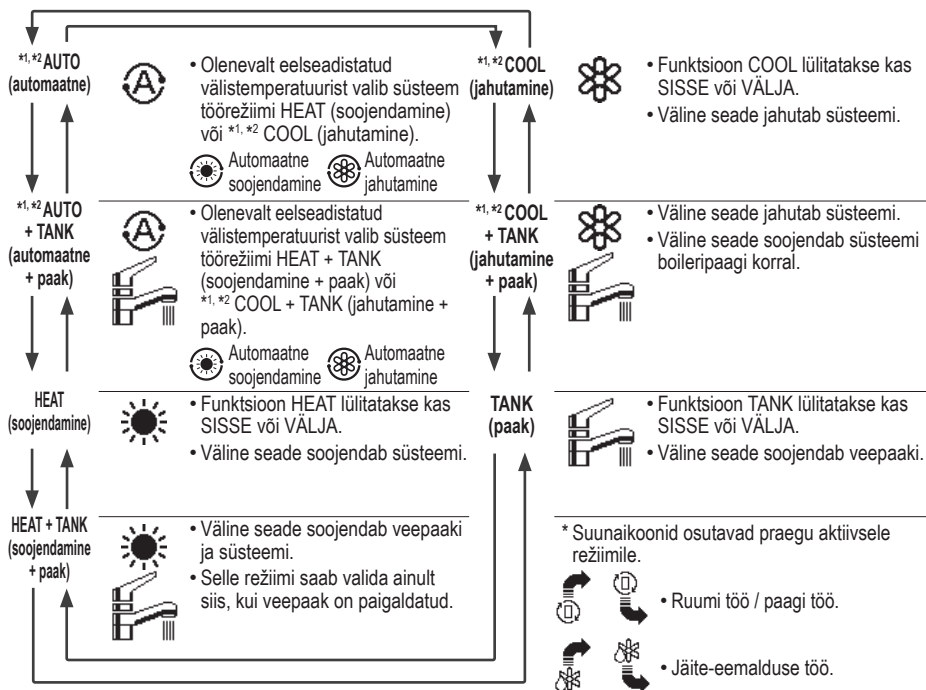 *1, *2 AUTO
(automaatne)
• Olenevalt eelseadistatud
välistemperatuurist valib süsteem
töörežiimi HEAT (soojendamine)
või *1, *2 COOL (jahutamine).
Automaatne
soojendamine
Automaatne
jahutamine
*1, *2 AUTO
+ TANK
(automaatne
+ paak)
• Olenevalt eelseadistatud
välistemperatuurist valib süsteem
töörežiimi HEAT + TANK
(soojendamine + paak) või
*1, *2 COOL + TANK (jahutamine +
paak).
Automaatne
soojendamine
Automaatne
jahutamine
HEAT
(soojendamine)
• Funktsioon HEAT lülitatakse kas
SISSE või VÄLJA.
• Väline seade soojendab süsteemi.
HEAT + TANK
(soojendamine
+ paak)
• Väline seade soojendab veepaaki
ja süsteemi.
• Selle režiimi saab valida ainult
siis, kui veepaak on paigaldatud.
*1, *2 COOL
(jahutamine)
• Funktsioon COOL lülitatakse kas
SISSE või VÄLJA.
• Väline seade jahutab süsteemi.
*1, *2 COOL
+ TANK
(jahutamine
+ paak)
• Väline seade jahutab süsteemi.
• Väline seade soojendab süsteemi
boileripaagi korral.
TANK
(paak)
• Funktsioon TANK lülitatakse kas
SISSE või VÄLJA.
• Väline seade soojendab veepaaki.
* Suunaikoonid osutavad praegu aktiivsele
režiimile.
• Ruumi töö / paagi töö.
• Jäite-eemalduse töö.